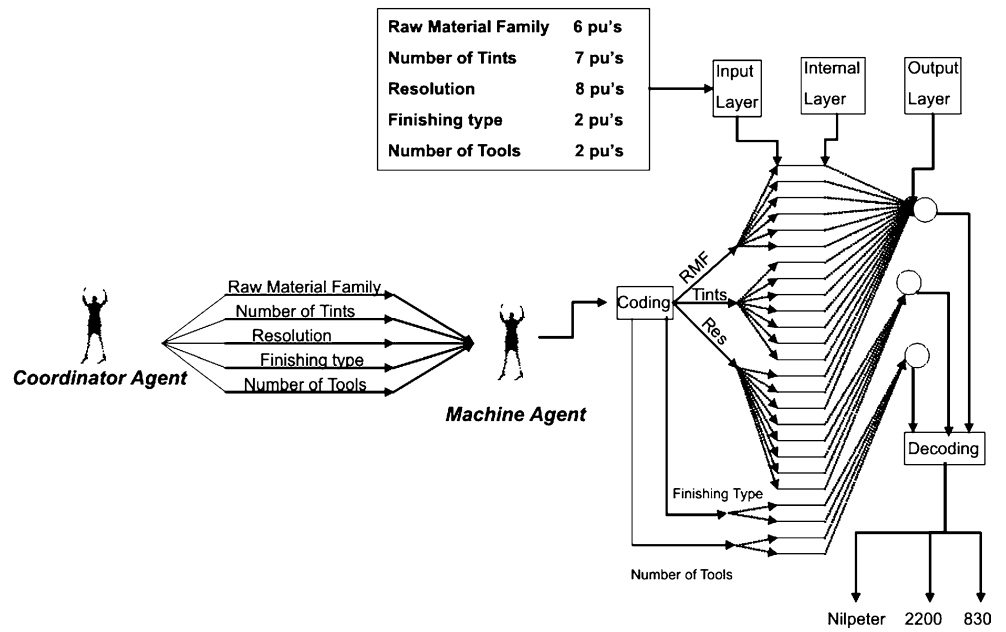 Raw Material Family 6 pu's
Number of Tints 7 pu's
Resolution 8 pu's
Finishing type 2 pu's
Number of Tools 2 pu's
Input
Layer
Internal
Layer
Output
Layer
Raw Material Family
Number of Tints
Resolution
Finishing type
Number of Tools
Coordinator Agent
Machine Agent
Coding
RMF
Tints
Res
Finishing Type
Number of Tools
Decoding
Nilpeter 2200 830